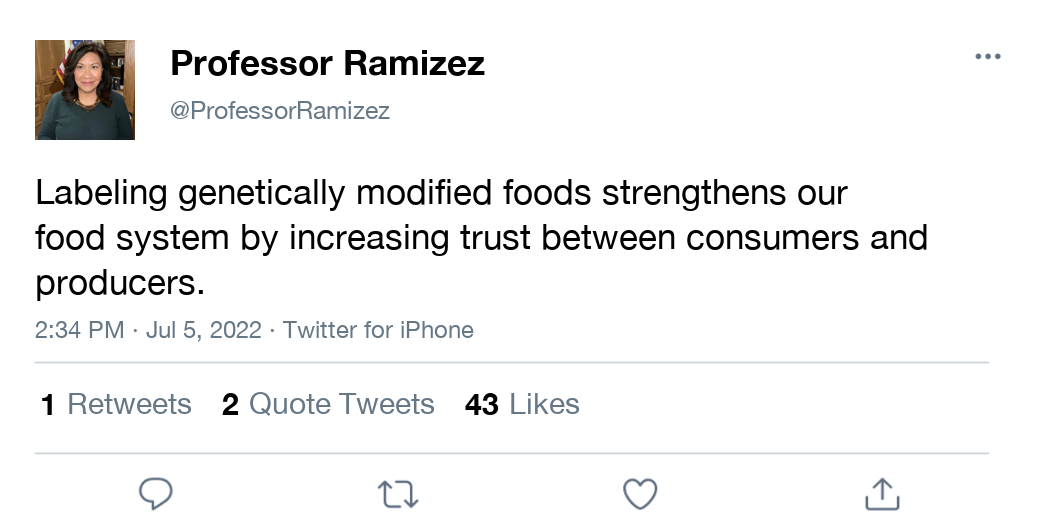 Professor Ramizez
@ProfessorRamizez
Labeling genetically modified foods strengthens our
food system by increasing trust between consumers and
producers.
2:34 PM · Jul 5, 2022 · Twitter for iPhone
1 Retweets 2 Quote Tweets 43 Likes